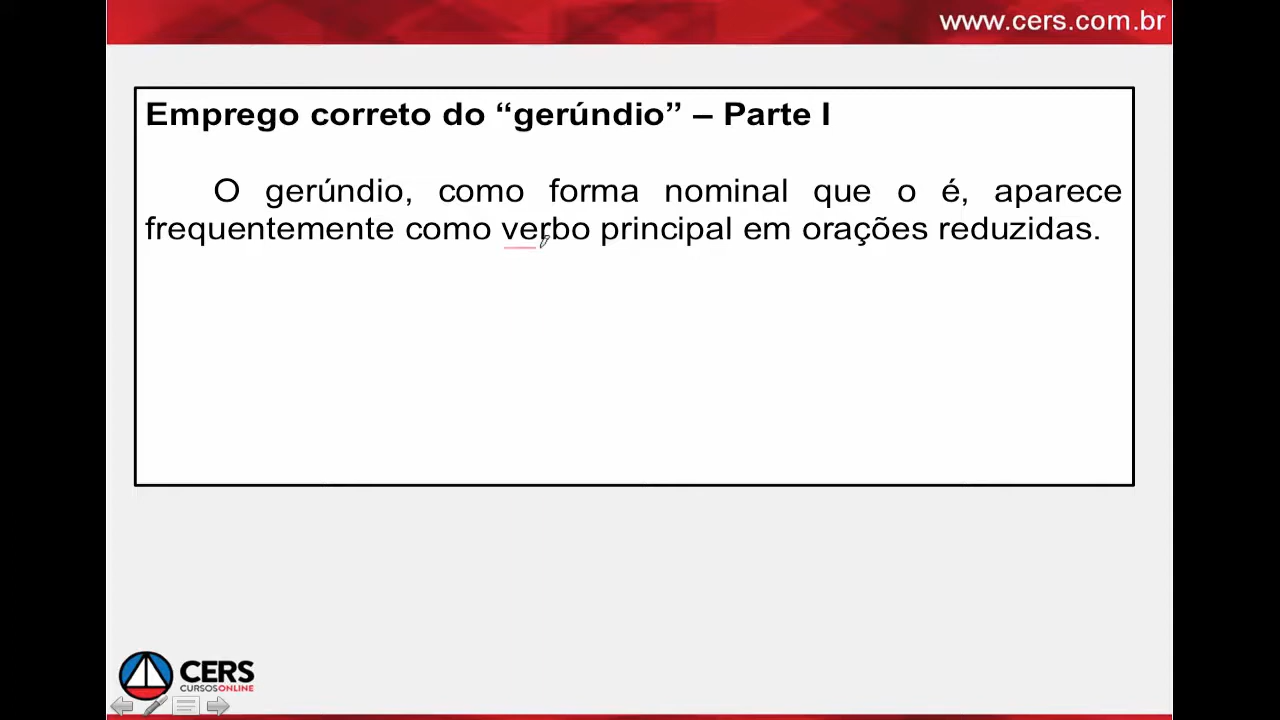 www.cers.com.br
Emprego correto do “gerúndio” – Parte I
O gerúndio, como forma nominal que o é, aparece
frequentemente como verbo principal em orações reduzidas.
CERS
CURSOSONLINE